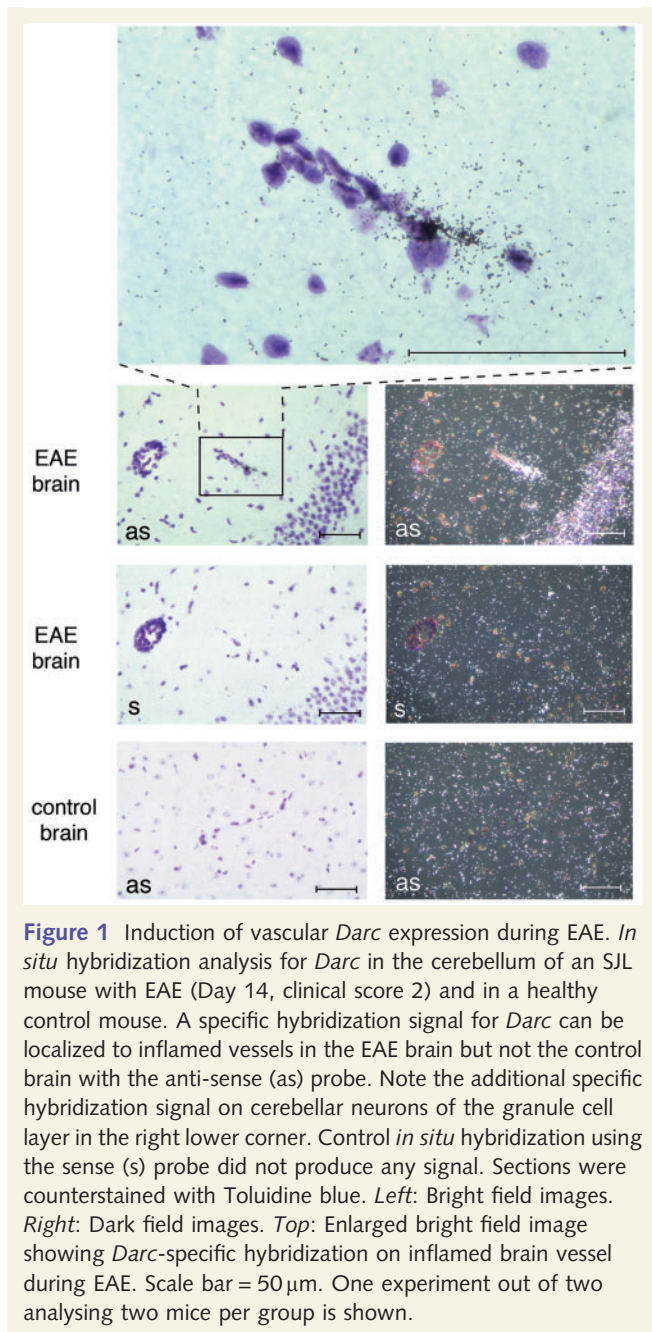 EAE
brain
as
as
EAE
brain
s
s
control
brain
as
as
Figure 1 Induction of vascular Darc expression during EAE. In
situ hybridization analysis for Darc in the cerebellum of an SJL
mouse with EAE (Day 14, clinical score 2) and in a healthy
control mouse. A specific hybridization signal for Darc can be
localized to inflamed vessels in the EAE brain but not the control
brain with the anti-sense (as) probe. Note the additional specific
hybridization signal on cerebellar neurons of the granule cell
layer in the right lower corner. Control in situ hybridization using
the sense (s) probe did not produce any signal. Sections were
counterstained with Toluidine blue. Left: Bright field images.
Right: Dark field images. Top: Enlarged bright field image
showing Darc-specific hybridization on inflamed brain vessel
during EAE. Scale bar = 50 μm. One experiment out of two
analysing two mice per group is shown.